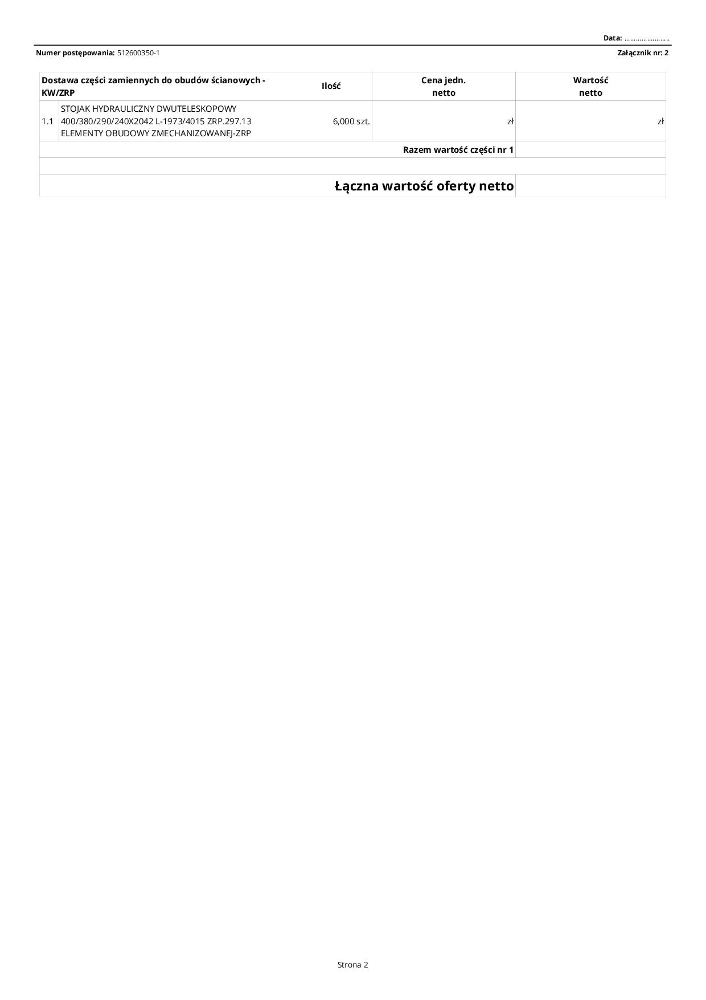 Data: ........................
Numer postępowania: 512600350-1 Załącznik nr: 2
Dostawa części zamiennych do obudów ścianowych -
KW/ZRP
Ilość
Cena jedn.
netto
Wartość
netto
1.1
STOJAK HYDRAULICZNY DWUTELESKOPOWY
400/380/290/240X2042 L-1973/4015 ZRP.297.13
ELEMENTY OBUDOWY ZMECHANIZOWANEJ-ZRP
6,000 szt.
zł
zł
Razem wartość części nr 1
Łączna wartość oferty netto
Strona 2